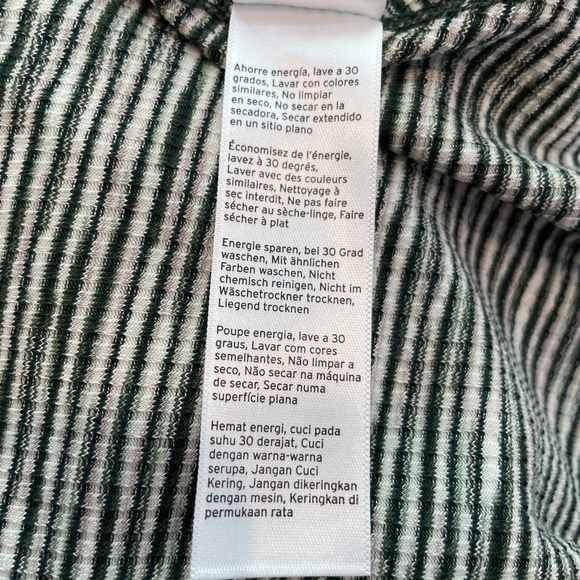 Ahorre energía, lave a 30
grados, Lavar con colores
similares, No limpiar
en seco, No secar en la
secadora, Secar extendido
en un sitio plano
Économisez de l'énergie,
lavez à 30 degrés,
Laver avec des couleurs
similaires, Nettoyage à
sec interdit, Ne pas faire
sécher au sèche-linge, Faire
sécher à plat
Energie sparen, bei 30 Grad
waschen, Mit ähnlichen
Farben waschen, Nicht
chemisch reinigen, Nicht im
Wäschetrockner trocknen,
Liegend trocknen
Poupe energia, lave a 30
graus, Lavar com cores
semelhantes, Não limpar a
seco, Não secar na máquina
de secar, Secar numa
superfície plana
Hemat energi, cuci pada
suhu 30 derajat, Cuci
dengan warna-warna
serupa, Jangan Cuci
Kering, Jangan dikeringkan
dengan mesin, Keringkan di
permukaan rata